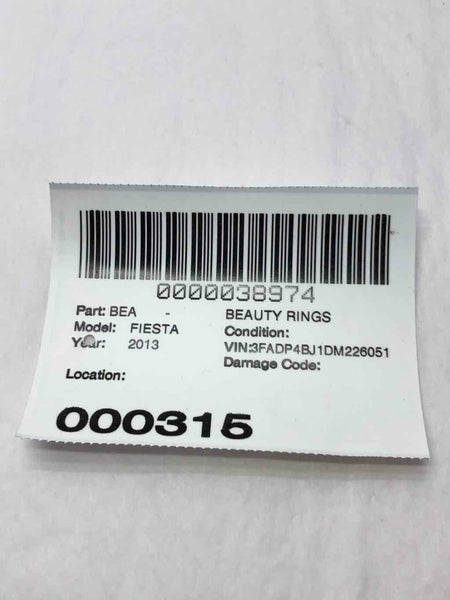 0000038974
Part: BEA - BEAUTY RINGS
Model: FIESTA Condition:
Year: 2013 VIN:3FADP4BJ1DM226051
Damage Code:
Location:
000315